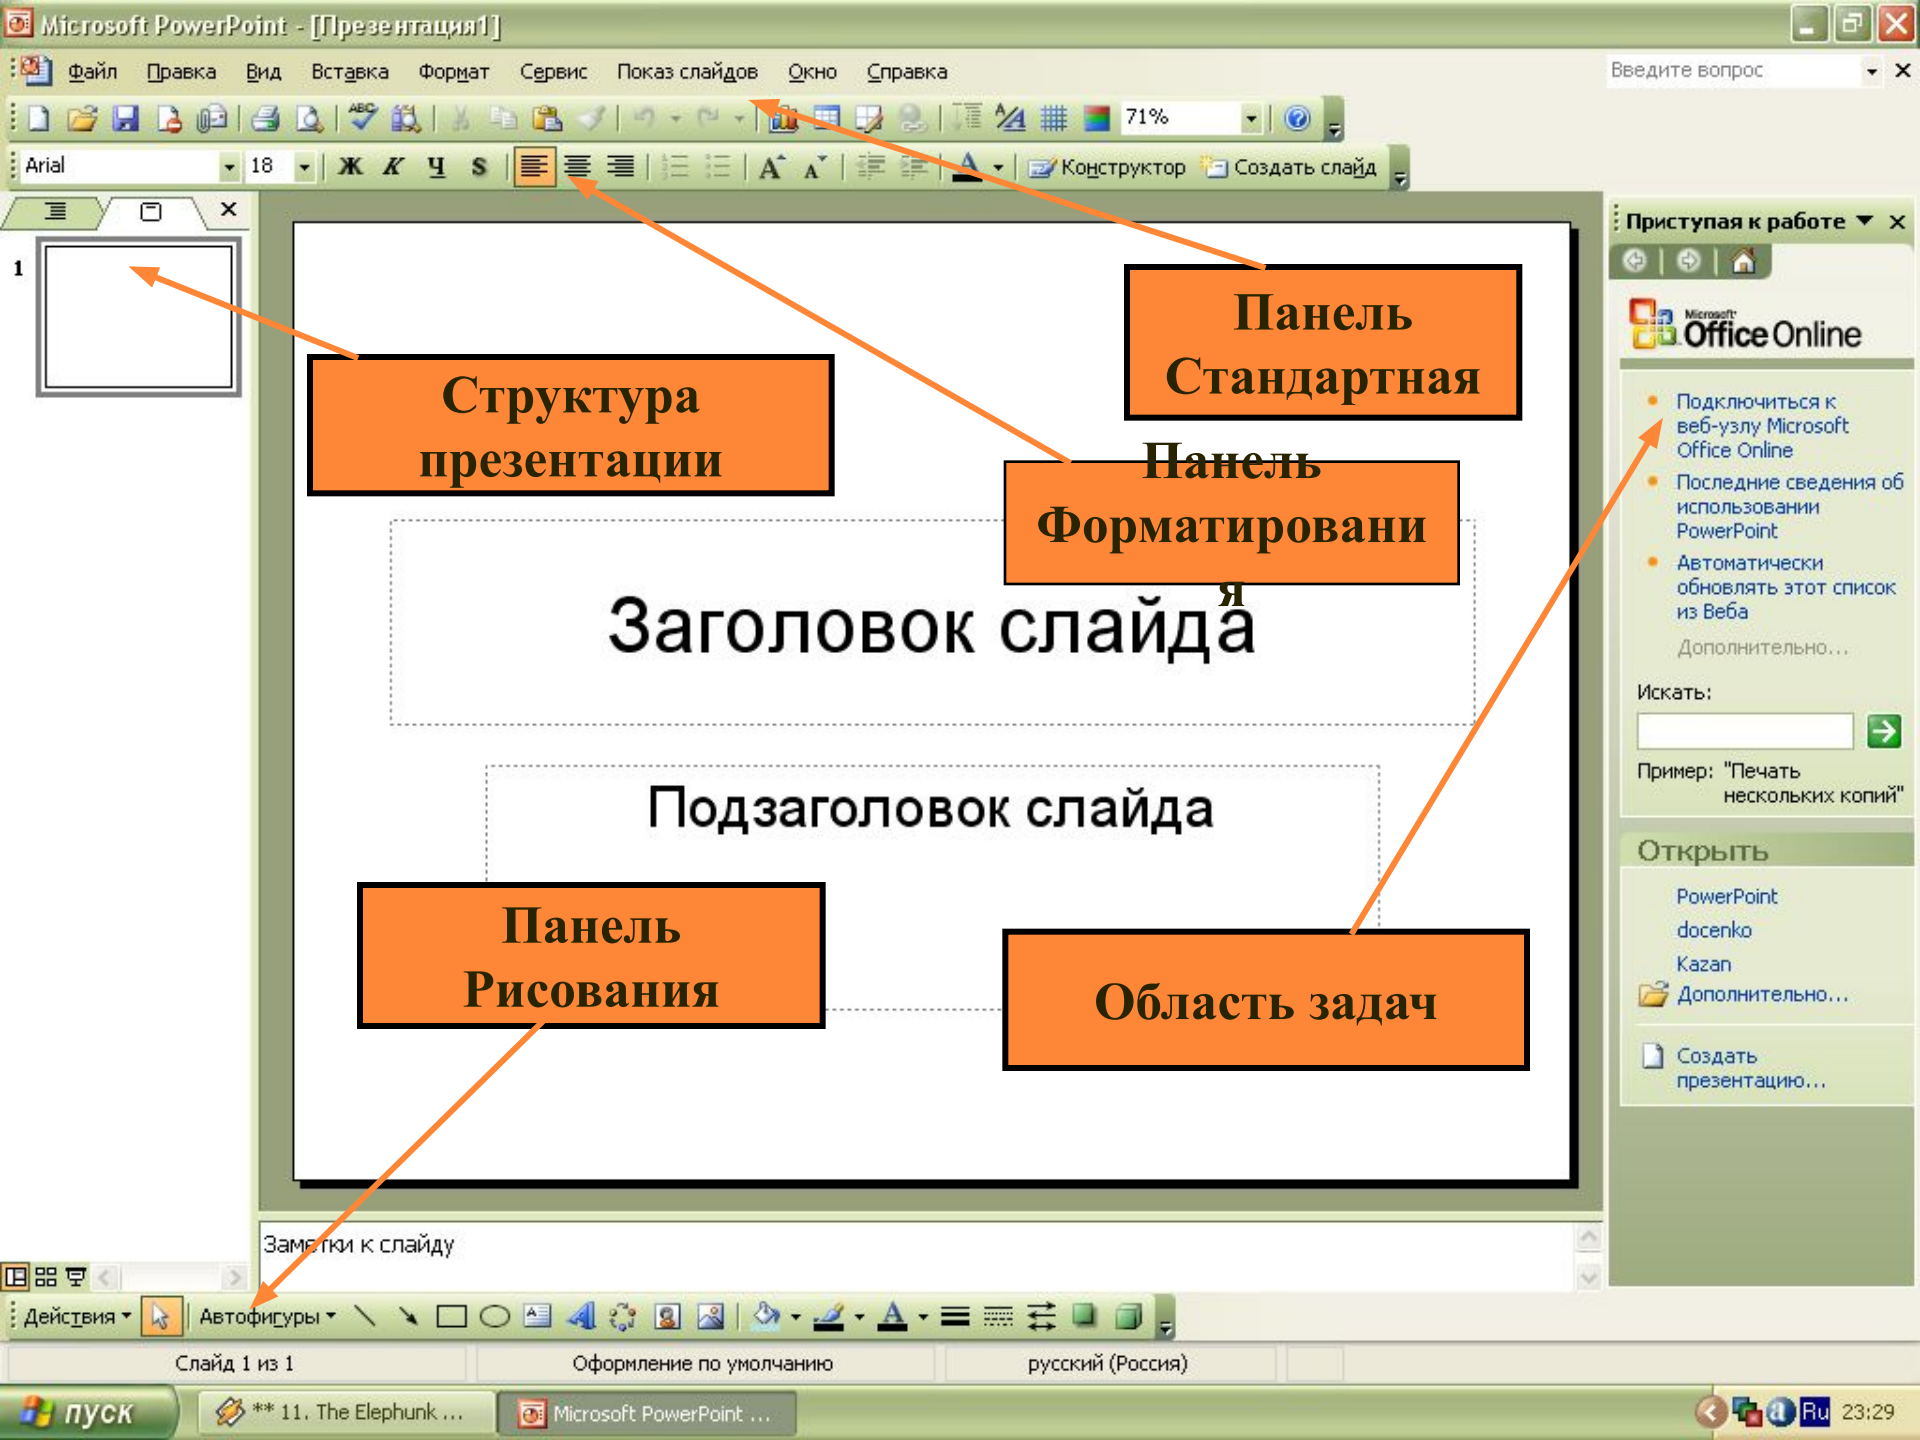 Microsoft PowerPoint - [Презентация1]
Файл Правка Вид Вставка Формат Сервис Показ слайдов Окно Справка
Введите вопрос
71%
Arial 18 Ж К Ч S Конструктор Создать слайд
Приступая к работе
1
Microsoft
Office Online
Подключиться к
веб-узлу Microsoft
Office Online
Последние сведения об
использовании
PowerPoint
Автоматически
обновлять этот список
из Веба
Дополнительно...
Искать:
Пример: "Печать
нескольких копий"
Открыть
PowerPoint
docenko
Kazan
Дополнительно...
Создать
презентацию...
Панель
Стандартная
Структура
презентации
Панель
Форматировани
я
Заголовок слайда
Подзаголовок слайда
Панель
Рисования
Область задач
Заметки к слайду
Действия Автофигуры
Слайд 1 из 1 Оформление по умолчанию русский (Россия)
пуск ** 11. The Elephunk ... Microsoft PowerPoint ... Ru 23:29